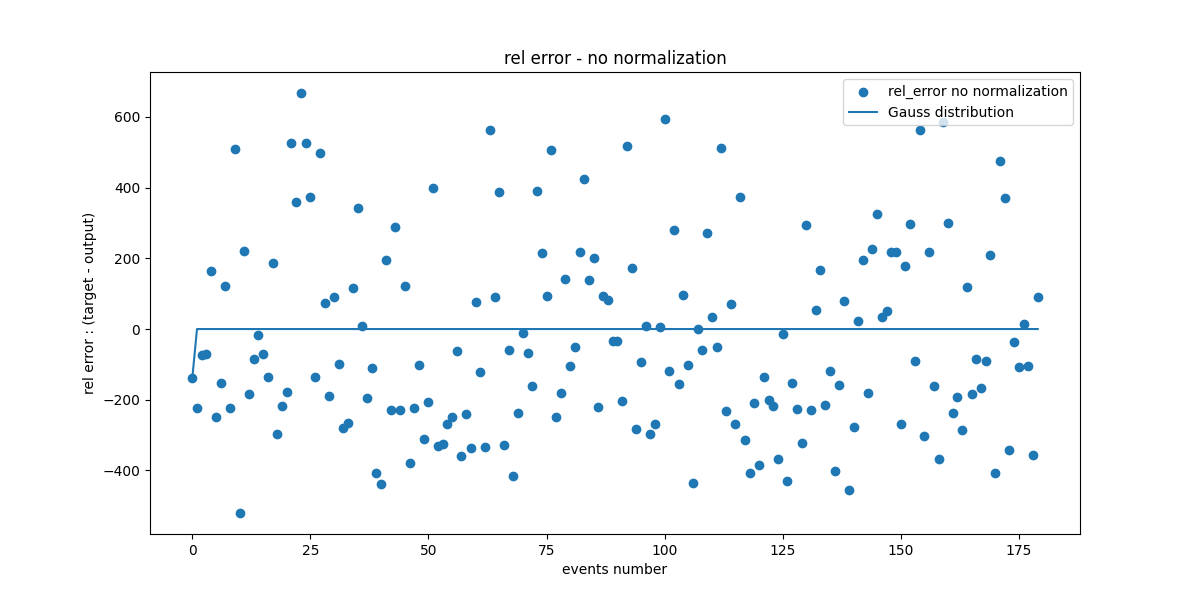 rel error - no normalization
rel_error no normalization
Gauss distribution
rel error : (target - output)
600
400
200
0
−200
−400
0 25 50 75 100 125 150 175
events number